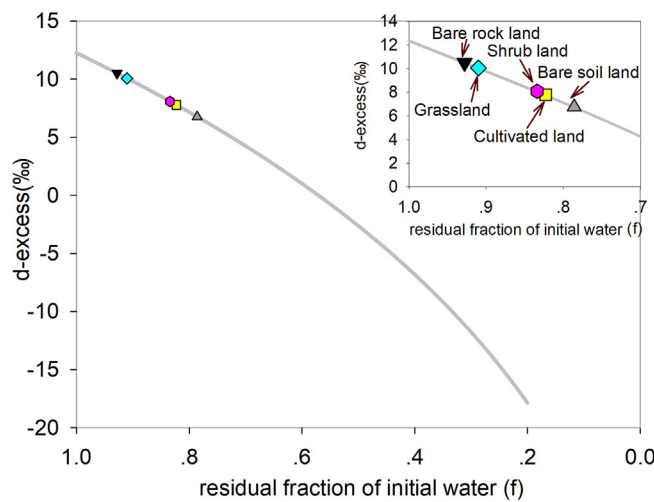 15
10
5
0
-5
-10
-15
-20
d-excess(‰)
1.0
.8
.6
.4
.2
0.0
residual fraction of initial water (f)
14
12
10
8
6
4
2
0
d-excess(‰)
Bare rock land
Shrub land
Bare soil land
Grassland
Cultivated land
1.0
.9
.8
.7
residual fraction of initial water (f)